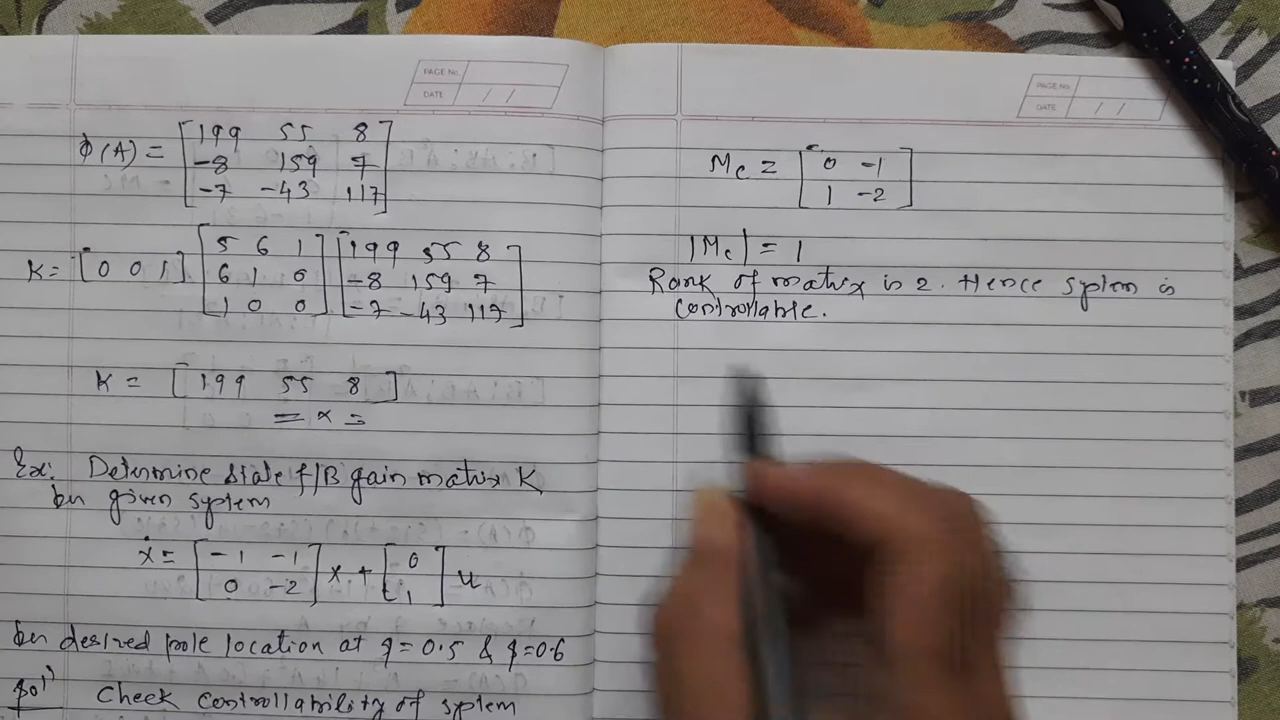 PAGE No.
DATE / /
ϕ(A) = [199 55 8
-8 159 7
-7 -43 117]
K = [0 0 1] [5 6 1
6 1 0
1 0 0] [199 55 8
-8 159 7
-7 -43 117]
K = [199 55 8]
= x =
Ex: Determine state f/B gain matrix K
for given system
ẋ = [-1 -1
0 -2] x + [0
1] u
for desired pole location at
= 0.5 &
= 0.6
Solⁿ Check controllability of system
PAGE No.
DATE / /
Mc = [0 -1
1 -2]
|Mc| = 1
Rank of matrix is 2. Hence system is
controllable.